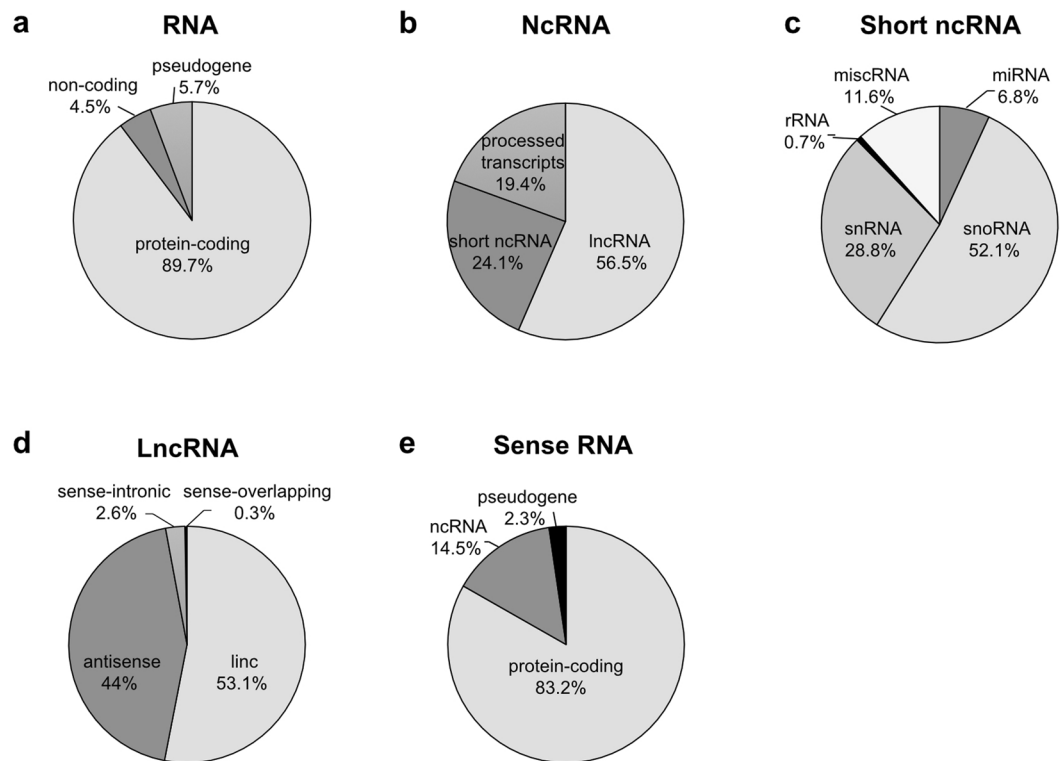 a
RNA
pseudogene
5.7%
non-coding
4.5%
protein-coding
89.7%
b
NcRNA
processed
transcripts
19.4%
short ncRNA
24.1%
lncRNA
56.5%
c
Short ncRNA
miscRNA
11.6%
miRNA
6.8%
rRNA
0.7%
snRNA
28.8%
snoRNA
52.1%
d
LncRNA
sense-intronic
2.6%
sense-overlapping
0.3%
antisense
44%
linc
53.1%
e
Sense RNA
pseudogene
2.3%
ncRNA
14.5%
protein-coding
83.2%